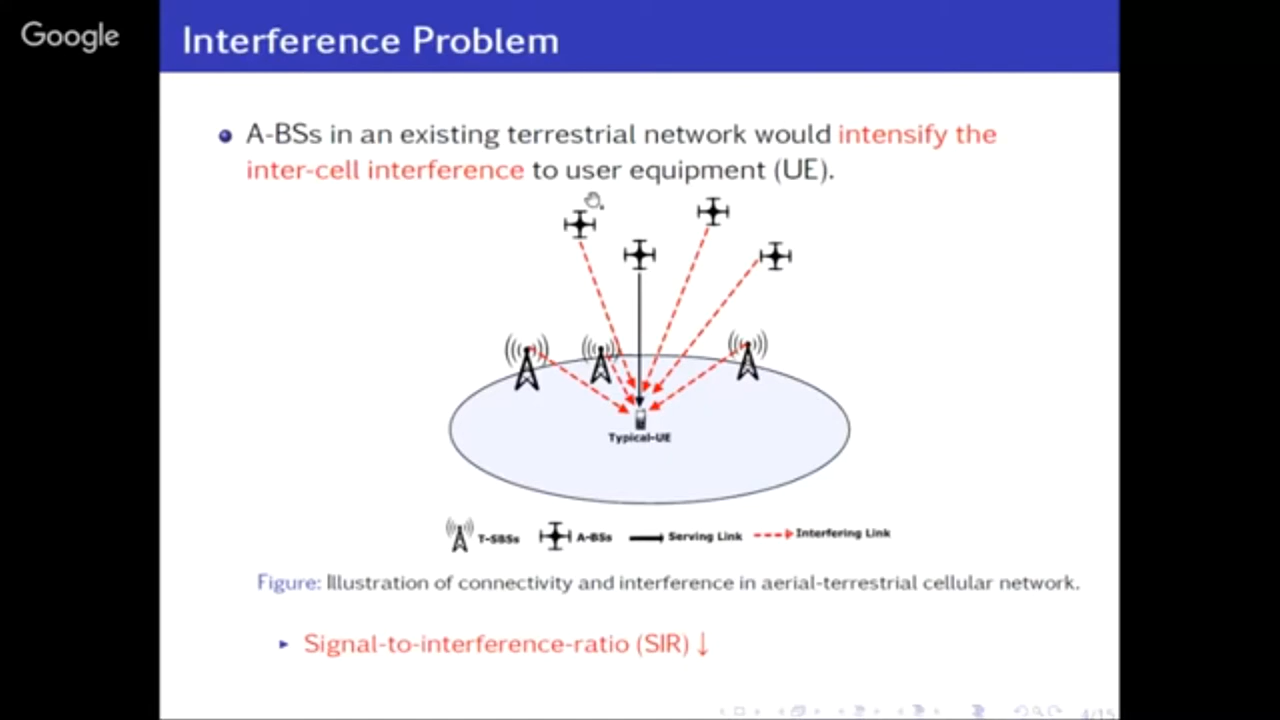 Google
Interference Problem
A-BSs in an existing terrestrial network would intensify the
inter-cell interference to user equipment (UE).
Typical-UE
T-SBSs A-BSs Serving Link Interfering Link
Figure: Illustration of connectivity and interference in aerial-terrestrial cellular network.
Signal-to-interference-ratio (SIR) ↓
4/15